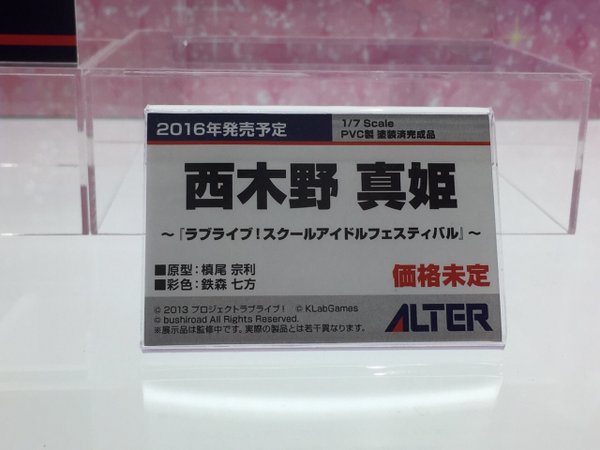 2016年発売予定
1/7 Scale
PVC製 塗装済完成品
西木野 真姫
～『ラブライブ！スクールアイドルフェスティバル』～
■原型：槙尾 宗利
■彩色：鉄森 七方
価格未定
© 2013 プロジェクトラブライブ！ © KLabGames
© bushiroad All Rights Reserved.
※展示品は監修中です。実際の製品とは若干異なります。
ALTER